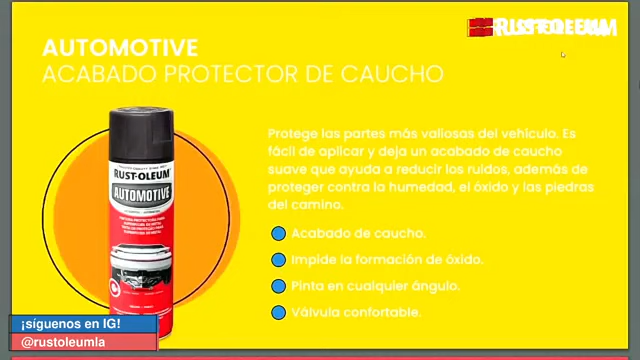 RUST-OLEUM
AUTOMOTIVE
ACABADO PROTECTOR DE CAUCHO
Protege las partes más valiosas del vehículo. Es
fácil de aplicar y deja un acabado de caucho
suave que ayuda a reducir los ruidos, además de
proteger contra la humedad, el óxido y las piedras
del camino.
Acabado de caucho.
Impide la formación de óxido.
Pinta en cualquier ángulo.
Válvula confortable.
RUST-OLEUM
AUTOMOTIVE
¡síguenos en IG!
@rustoleumla